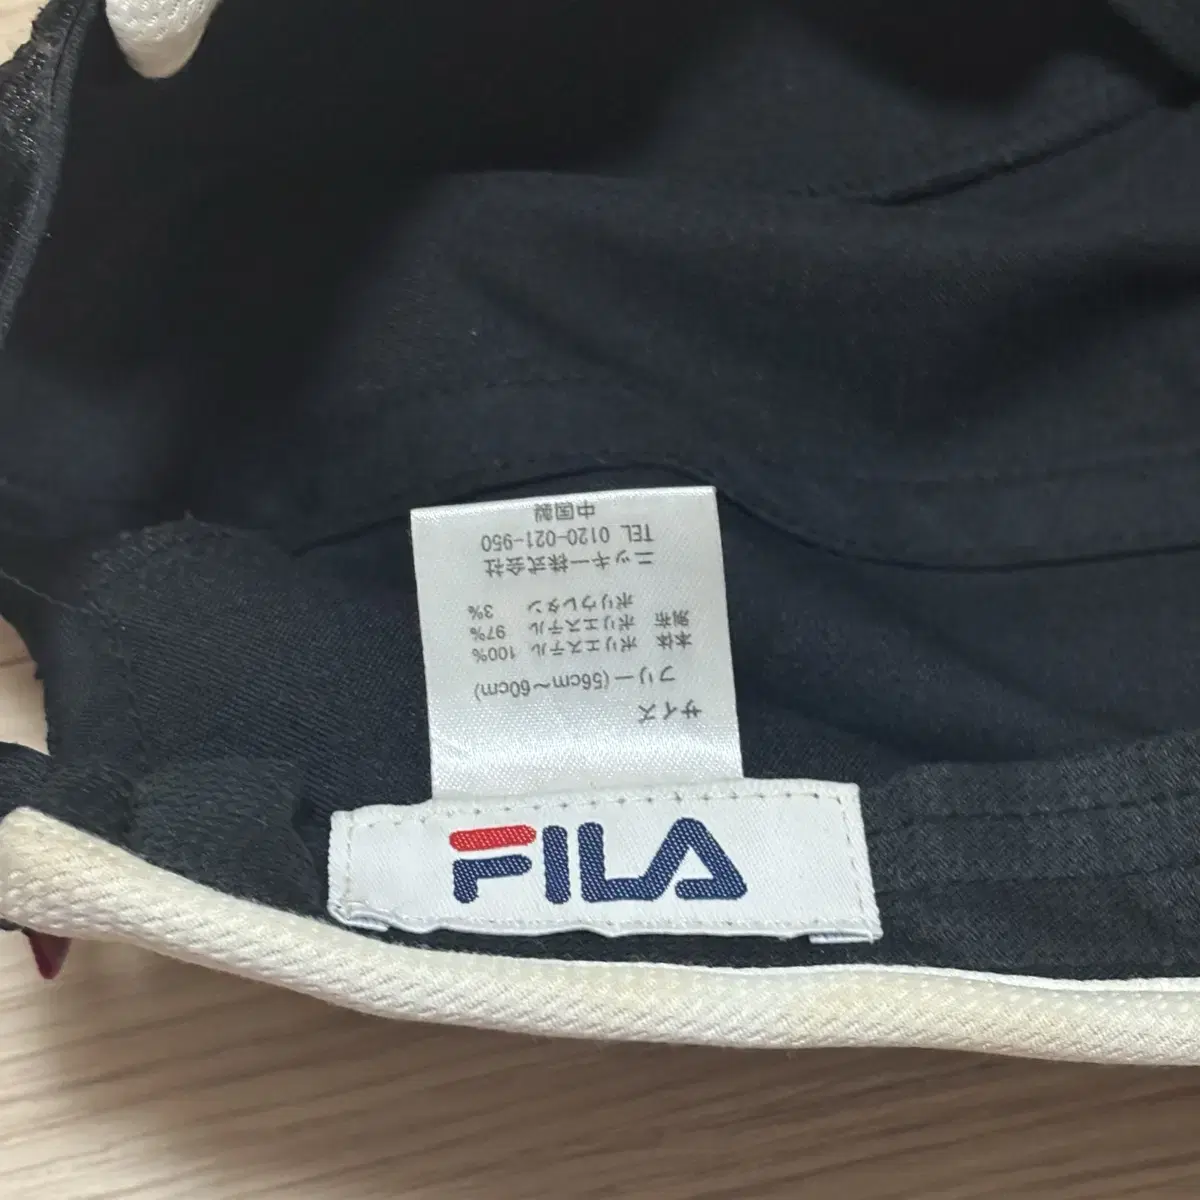 サイズ
フリー(56cm～60cm)
本体 ポリエステル 100%
別布 ポリエステル 97%
ポリウレタン 3%
ニッキー株式会社
TEL 0120-021-950
中国製
FILA